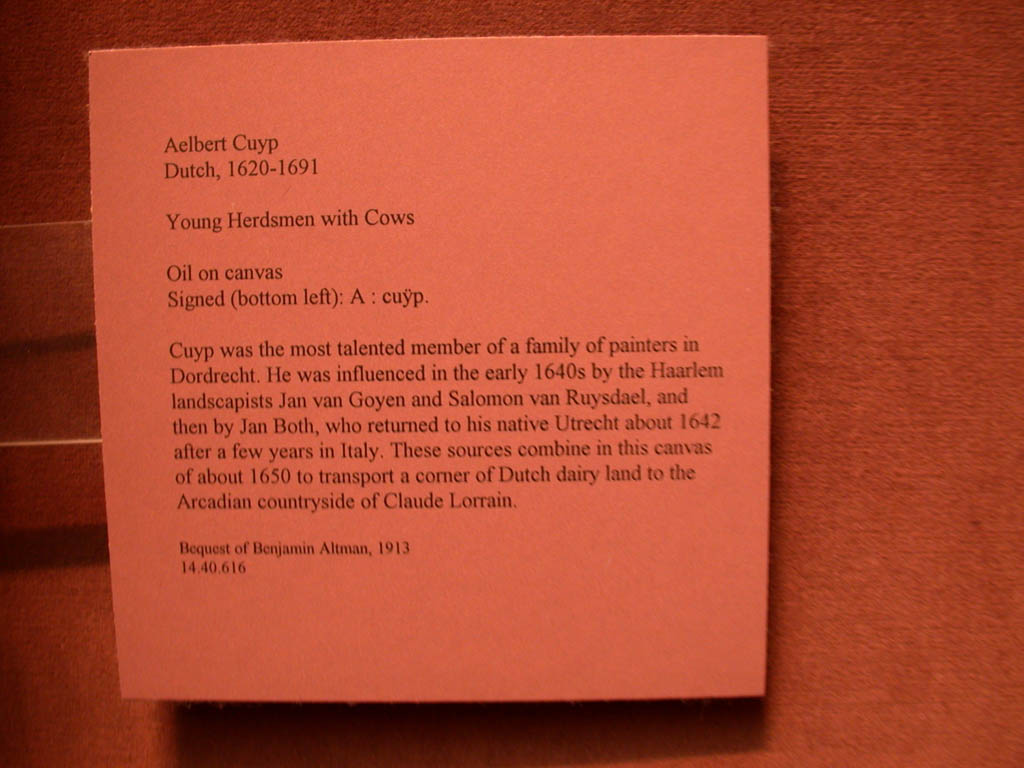 Aelbert Cuyp
Dutch, 1620-1691
Young Herdsmen with Cows
Oil on canvas
Signed (bottom left): A : cuÿp.
Cuyp was the most talented member of a family of painters in
Dordrecht. He was influenced in the early 1640s by the Haarlem
landscapists Jan van Goyen and Salomon van Ruysdael, and
then by Jan Both, who returned to his native Utrecht about 1642
after a few years in Italy. These sources combine in this canvas
of about 1650 to transport a corner of Dutch dairy land to the
Arcadian countryside of Claude Lorrain.
Bequest of Benjamin Altman, 1913
14.40.616